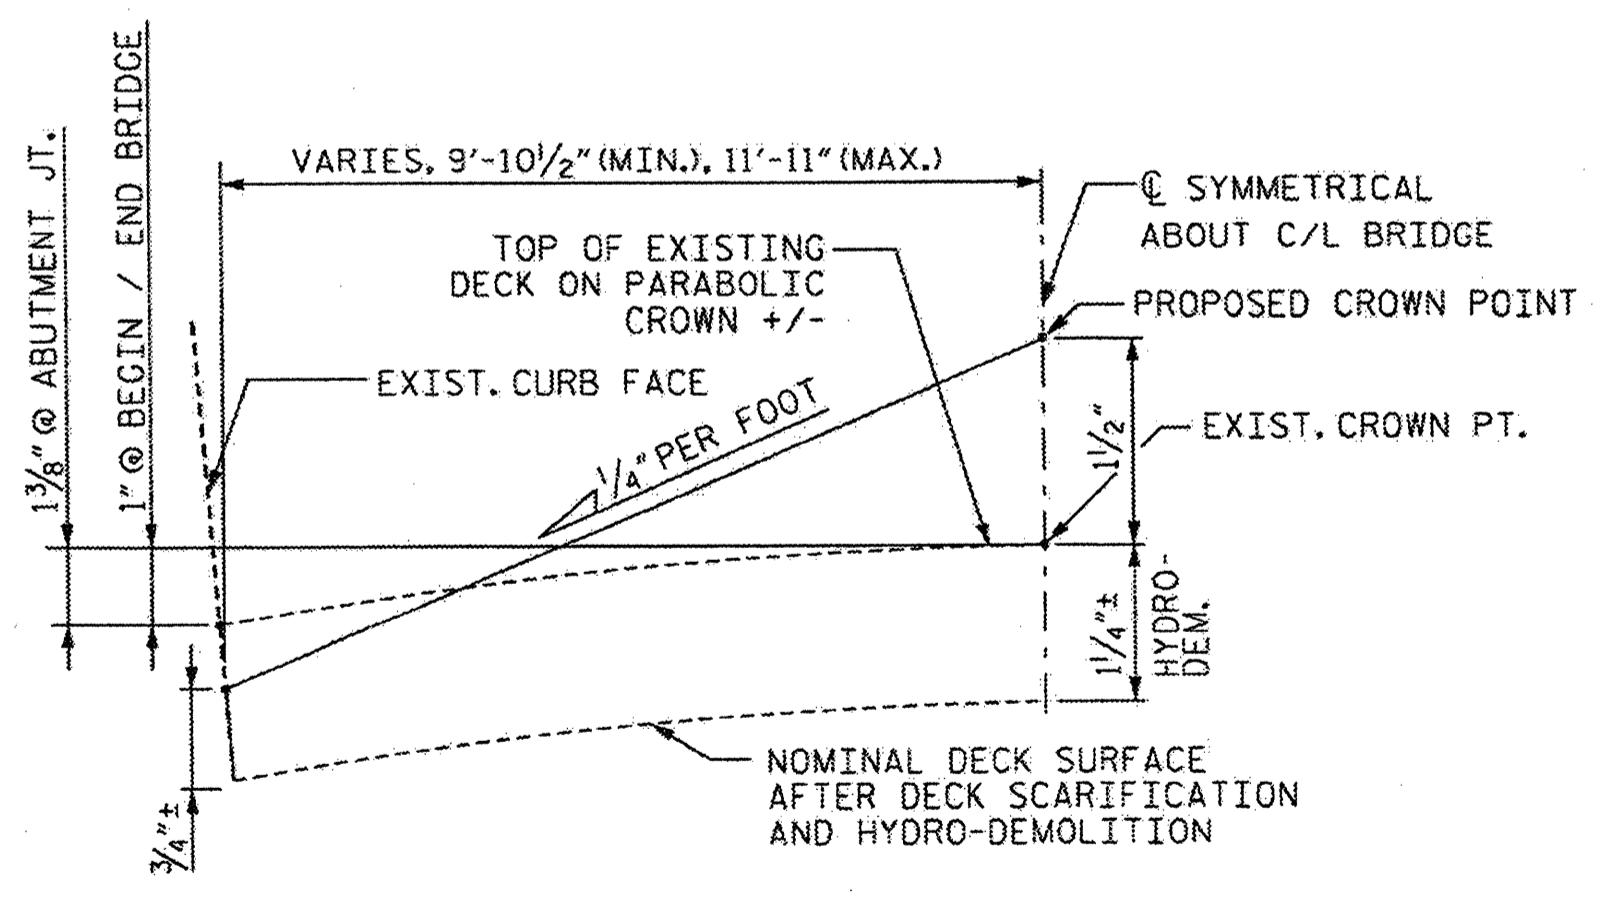 1 3/8" @ ABUTMENT JT.
1" @ BEGIN / END BRIDGE
VARIES, 9'-10 1/2" (MIN.), 11'-11" (MAX.)
℄ SYMMETRICAL
ABOUT C/L BRIDGE
TOP OF EXISTING
DECK ON PARABOLIC
CROWN +/-
PROPOSED CROWN POINT
EXIST. CURB FACE
1/4" PER FOOT
1 1/2"
EXIST. CROWN PT.
1 1/4"±
HYDRO-
DEM.
3/4"±
NOMINAL DECK SURFACE
AFTER DECK SCARIFICATION
AND HYDRO-DEMOLITION